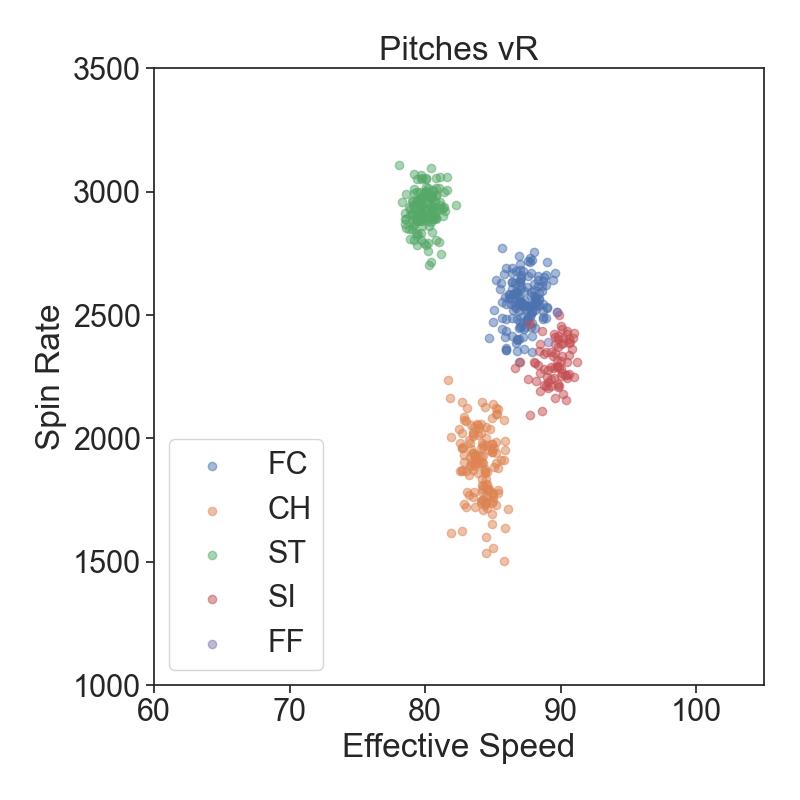 Pitches vR
3500
3000
2500
2000
1500
1000
Spin Rate
FC
CH
ST
SI
FF
60 70 80 90 100
Effective Speed